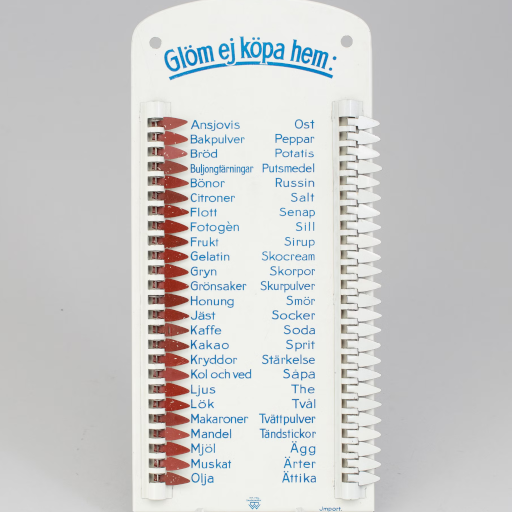 Glöm ej köpa hem:
Ansjovis Ost
Bakpulver Peppar
Bröd Potatis
Buljongtärningar Putsmedel
Bönor Russin
Citroner Salt
Flott Senap
Fotogèn Sill
Frukt Sirup
Gelatin Skocream
Gryn Skorpor
Grönsaker Skurpulver
Honung Smör
Jäst Socker
Kaffe Soda
Kakao Sprit
Kryddor Stärkelse
Kol och ved Såpa
Ljus The
Lök Tvål
Makaroner Tvättpulver
Mandel Tändstickor
Mjöl Ägg
Muskat Ärter
Olja Ättika
Import.